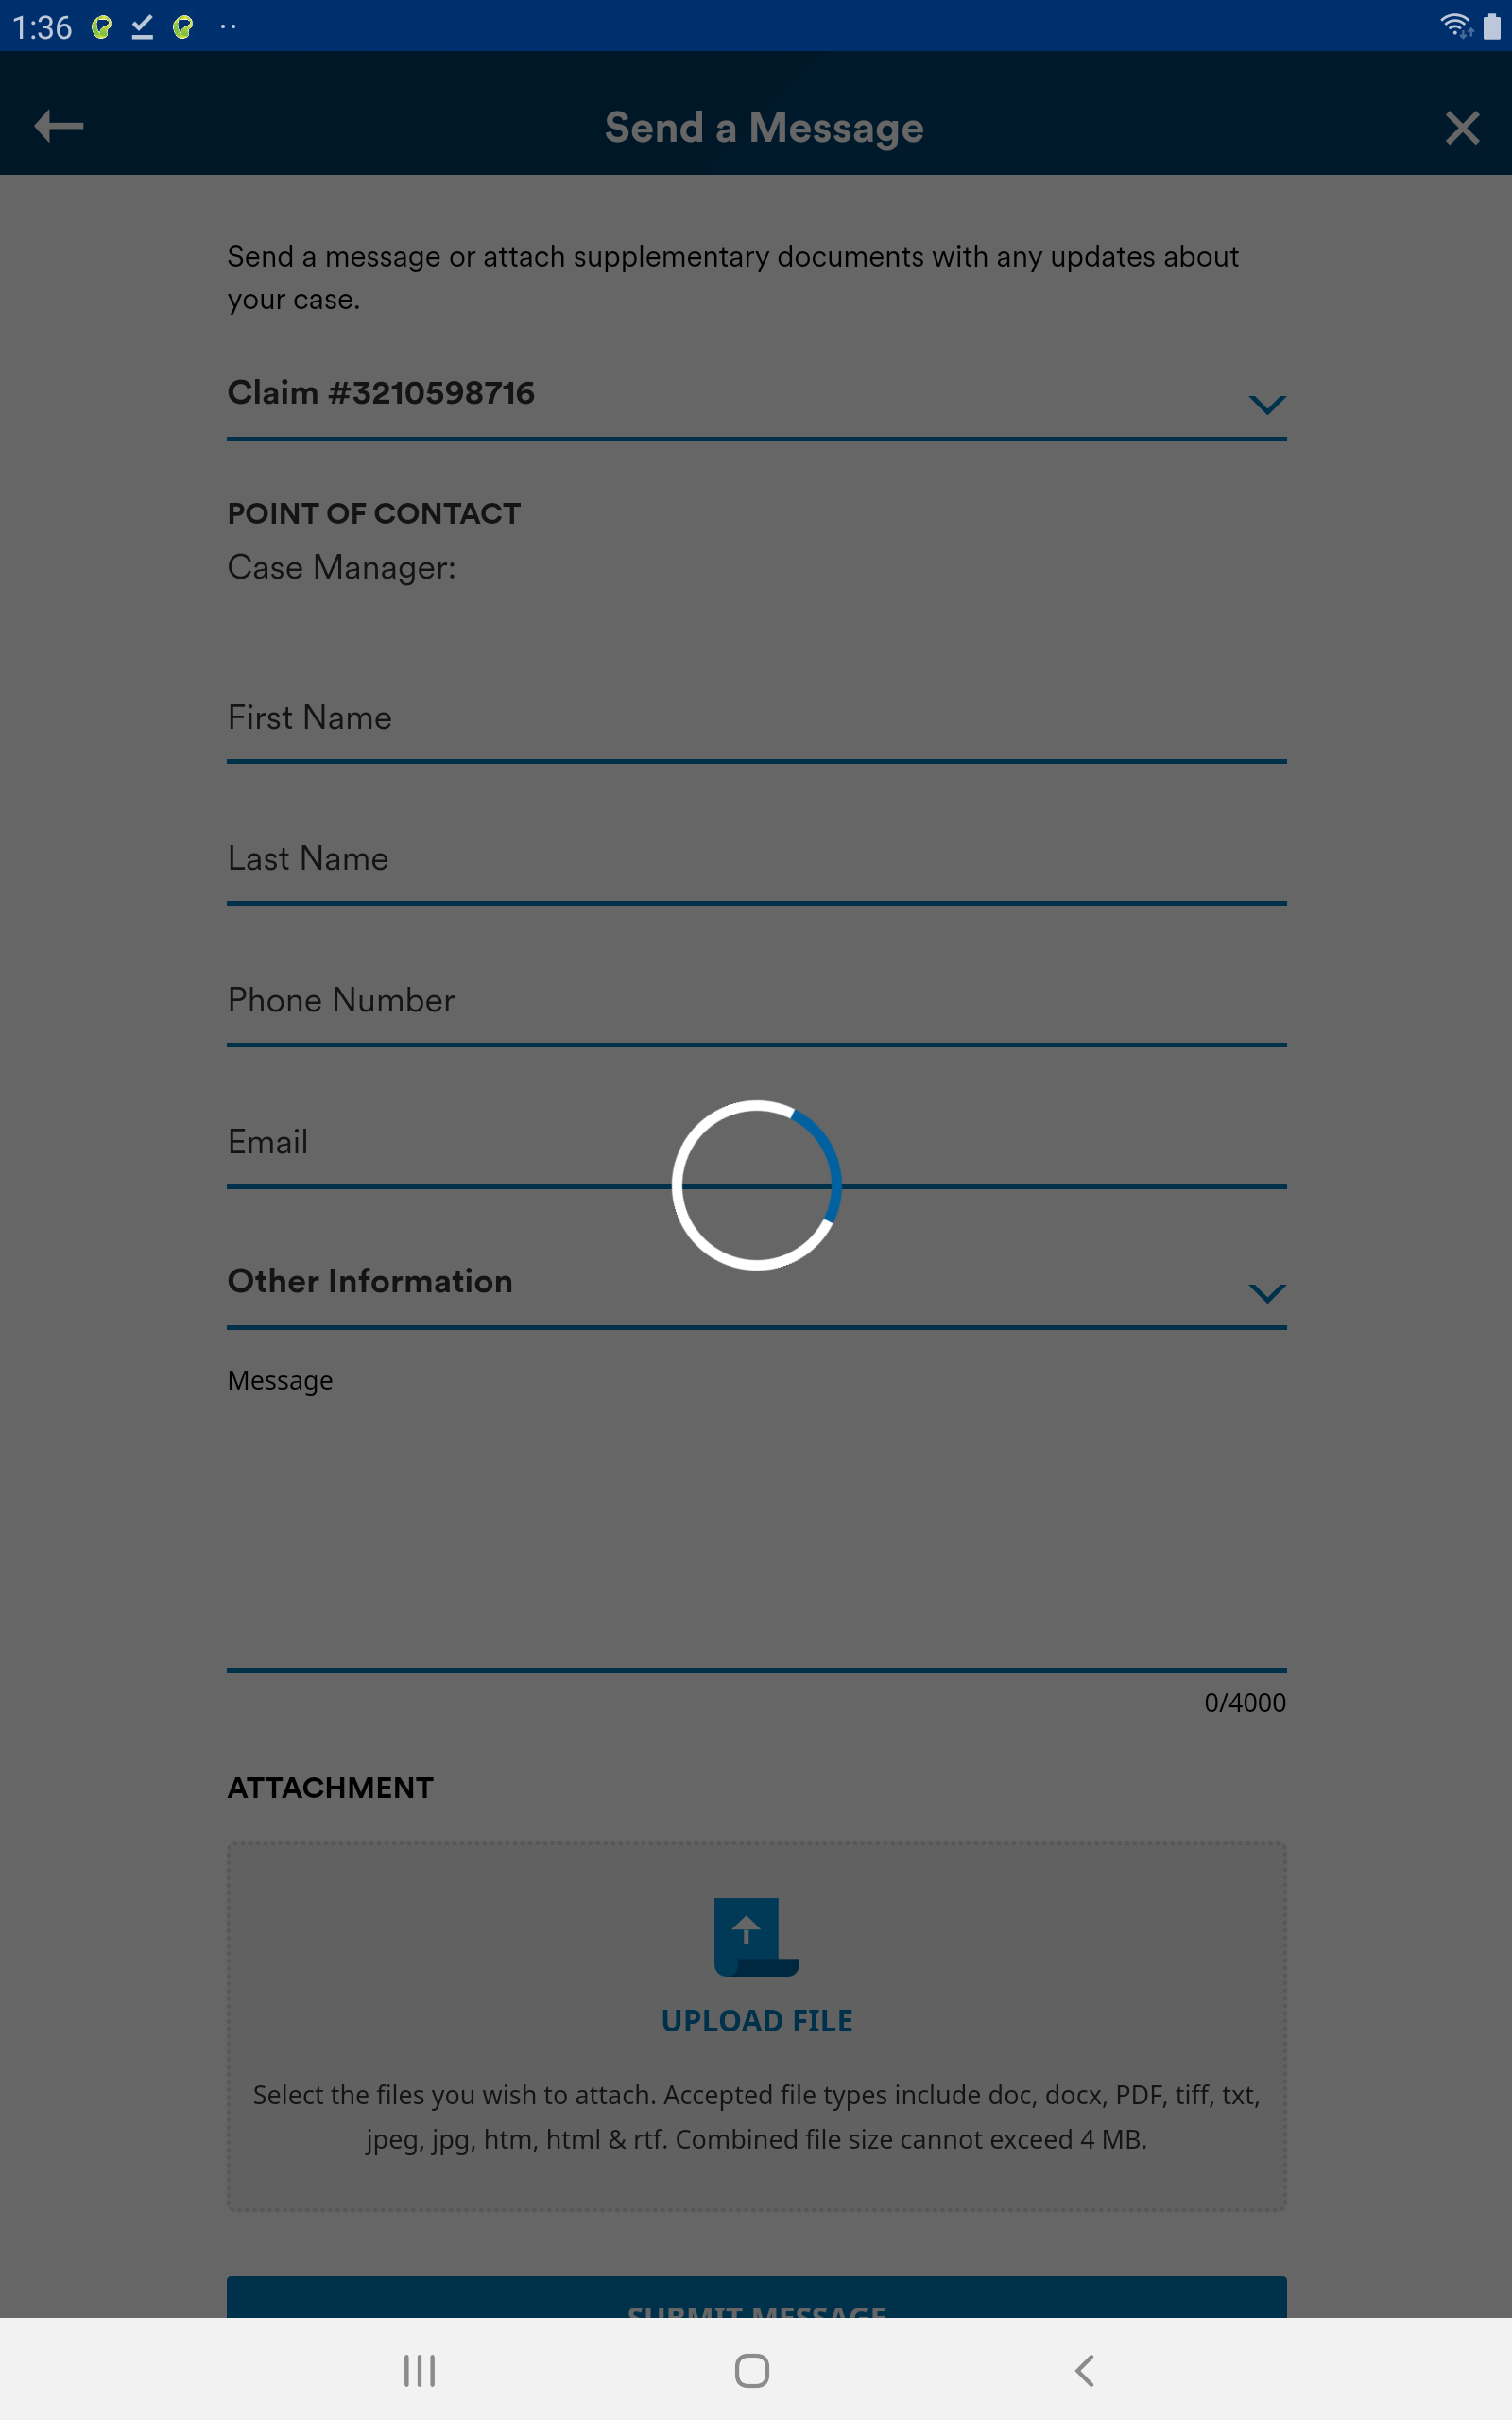 1:36
Send a Message
Send a message or attach supplementary documents with any updates about
your case.
Claim #3210598716
POINT OF CONTACT
Case Manager:
First Name
Last Name
Phone Number
Email
Other Information
Message
0/4000
ATTACHMENT
UPLOAD FILE
Select the files you wish to attach. Accepted file types include doc, docx, PDF, tiff, txt,
jpeg, jpg, htm, html & rtf. Combined file size cannot exceed 4 MB.
SUBMIT MESSAGE